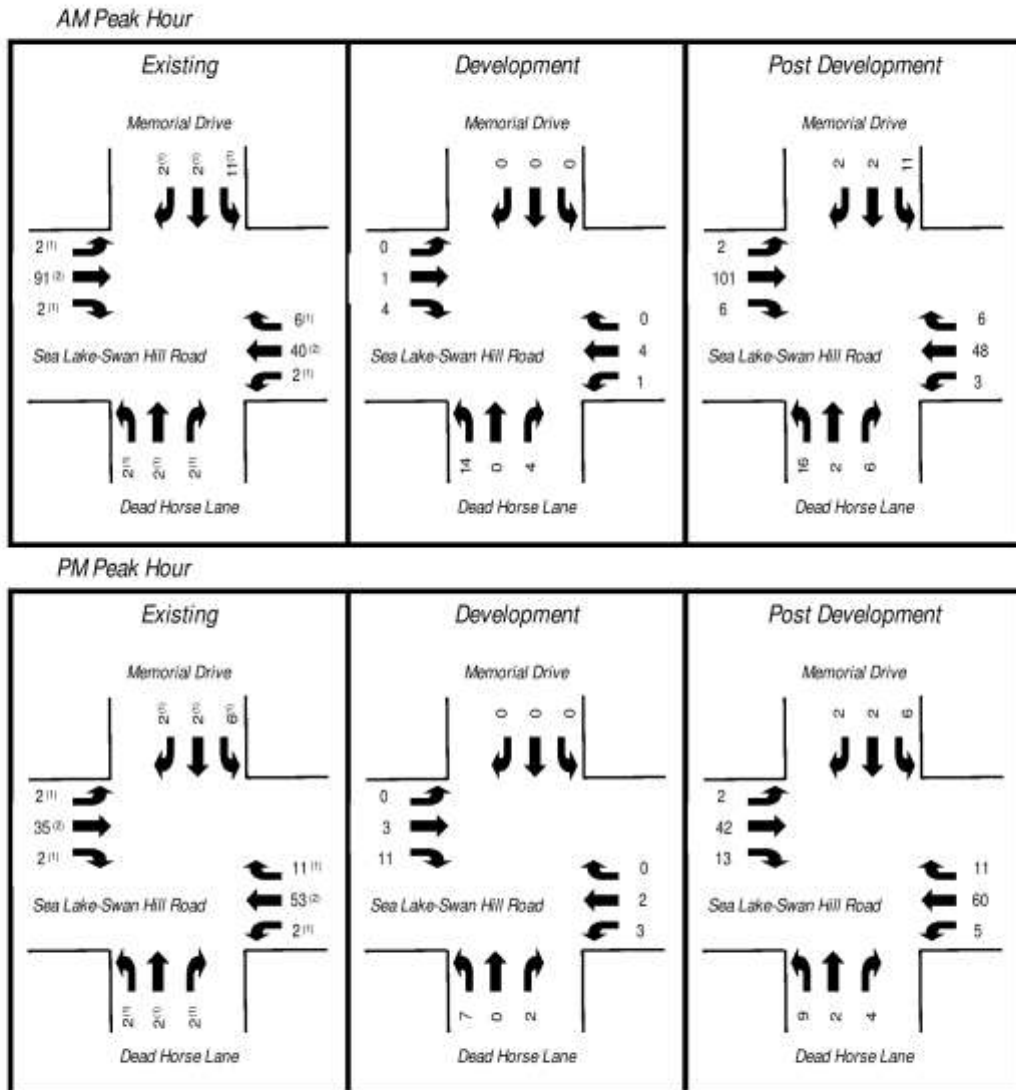 AM Peak Hour
Existing
Memorial Drive
2(1) 2(1) 11(1)
2(1)
91(2)
2(1)
6(1)
40(2)
2(1)
Sea Lake-Swan Hill Road
2(1) 2(1) 2(1)
Dead Horse Lane
Development
Memorial Drive
0 0 0
0
1
4
0
4
1
Sea Lake-Swan Hill Road
14 0 4
Dead Horse Lane
Post Development
Memorial Drive
2 2 11
2
101
6
6
48
3
Sea Lake-Swan Hill Road
16 2 6
Dead Horse Lane
PM Peak Hour
Existing
Memorial Drive
2(1) 2(1) 6(1)
2(1)
35(2)
2(1)
11(1)
53(2)
2(1)
Sea Lake-Swan Hill Road
2(1) 2(1) 2(1)
Dead Horse Lane
Development
Memorial Drive
0 0 0
0
3
11
0
2
3
Sea Lake-Swan Hill Road
7 0 2
Dead Horse Lane
Post Development
Memorial Drive
2 2 6
2
42
13
11
60
5
Sea Lake-Swan Hill Road
9 2 4
Dead Horse Lane